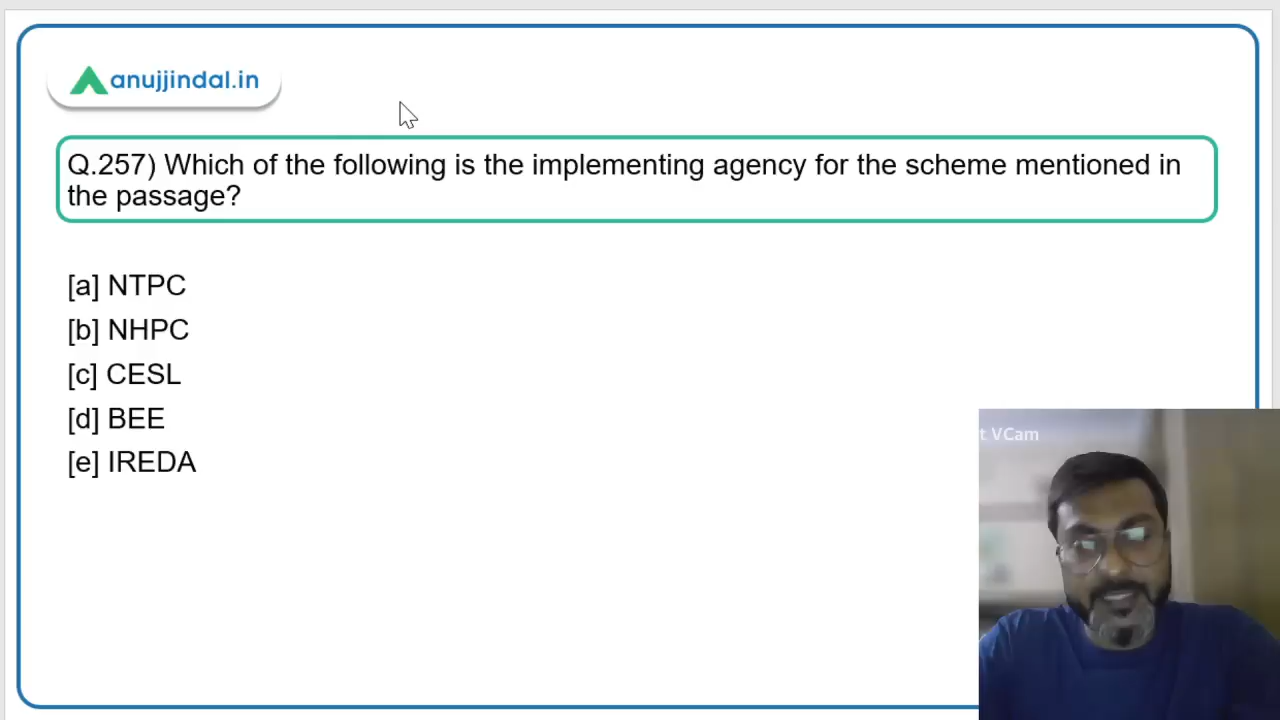 anujjindal.in
Q.257) Which of the following is the implementing agency for the scheme mentioned in
the passage?
[a] NTPC
[b] NHPC
[c] CESL
[d] BEE
[e] IREDA
t VCam